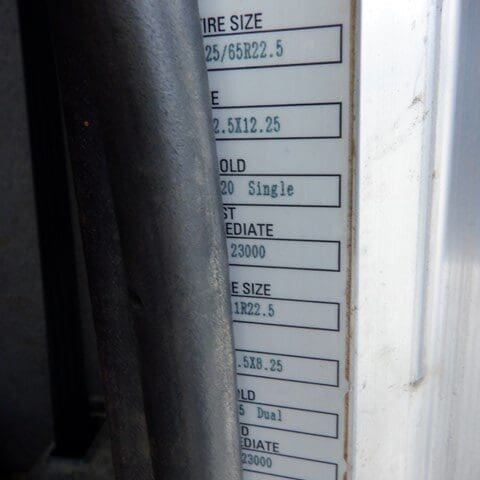 TIRE SIZE
25/65R22.5
E
2.5X12.25
OLD
20 Single
ST
EDIATE
23000
E SIZE
1R22.5
.5X8.25
OLD
5 Dual
D
EDIATE
23000